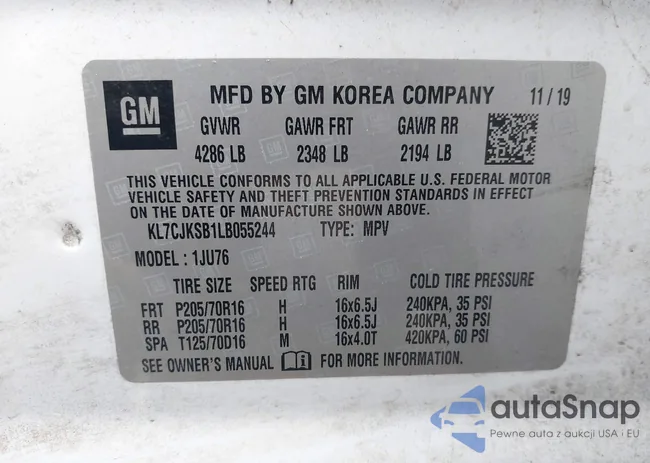 GM
MFD BY GM KOREA COMPANY 11/19
GVWR GAWR FRT GAWR RR
4286 LB 2348 LB 2194 LB
THIS VEHICLE CONFORMS TO ALL APPLICABLE U.S. FEDERAL MOTOR
VEHICLE SAFETY AND THEFT PREVENTION STANDARDS IN EFFECT
ON THE DATE OF MANUFACTURE SHOWN ABOVE.
KL7CJKSB1LB055244 TYPE: MPV
MODEL : 1JU76
TIRE SIZE SPEED RTG RIM COLD TIRE PRESSURE
FRT P205/70R16 H 16x6.5J 240KPA, 35 PSI
RR P205/70R16 H 16x6.5J 240KPA, 35 PSI
SPA T125/70D16 M 16x4.0T 420KPA, 60 PSI
SEE OWNER'S MANUAL FOR MORE INFORMATION.
autaSnap
Pewne auta z aukcji USA i EU